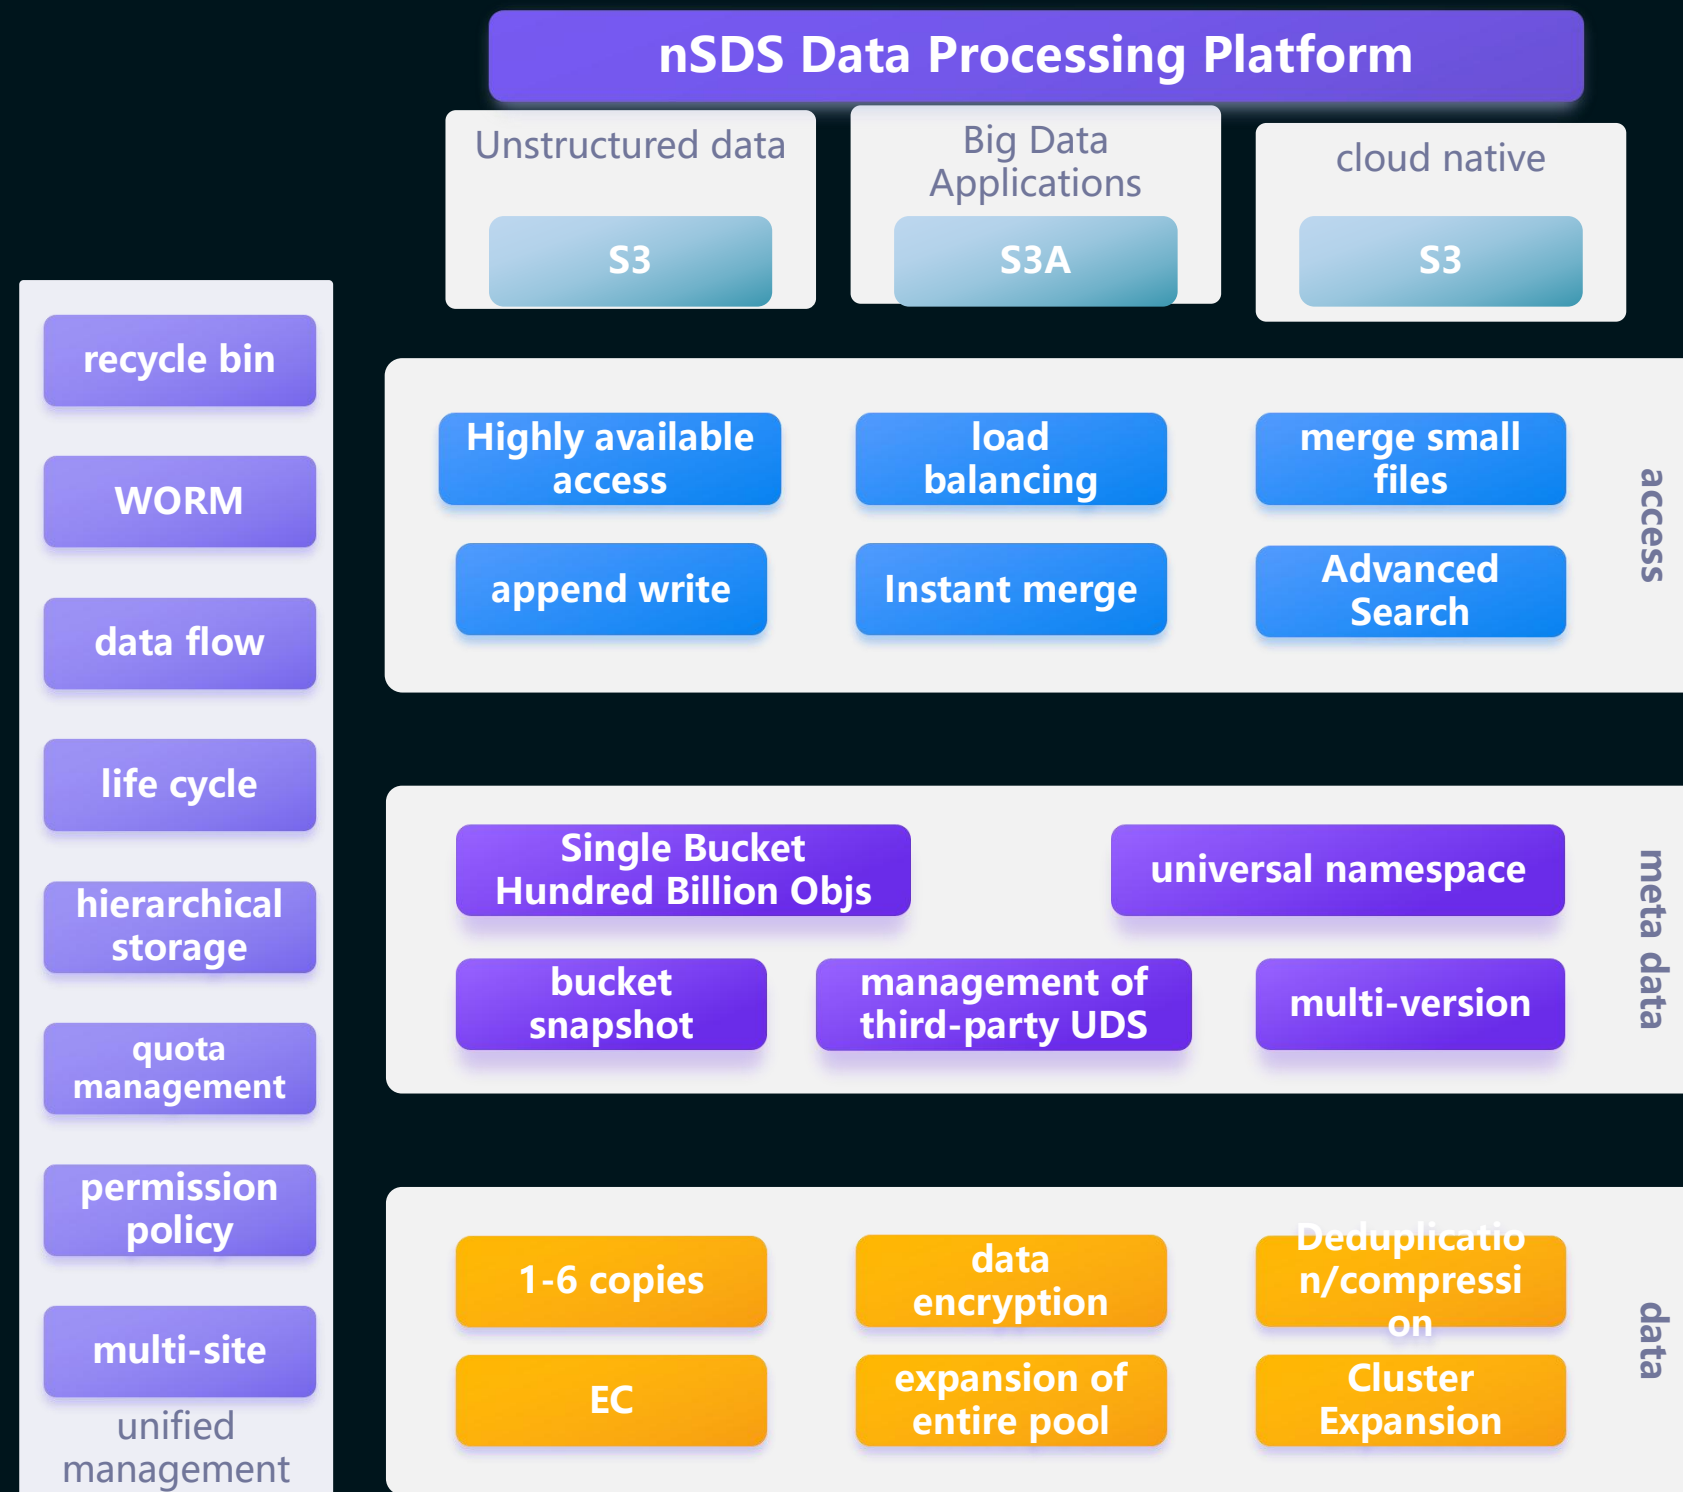 nSDS Data Processing Platform
Unstructured data
S3
Big Data
Applications
S3A
cloud native
S3
recycle bin
WORM
data flow
life cycle
hierarchical
storage
quota
management
permission
policy
multi-site
unified
management
Highly available
access
load
balancing
merge small
files
append write
Instant merge
Advanced
Search
access
Single Bucket
Hundred Billion Objs
universal namespace
bucket
snapshot
management of
third-party UDS
multi-version
meta data
1-6 copies
data
encryption
Deduplicatio
n/compressi
on
EC
expansion of
entire pool
Cluster
Expansion
data